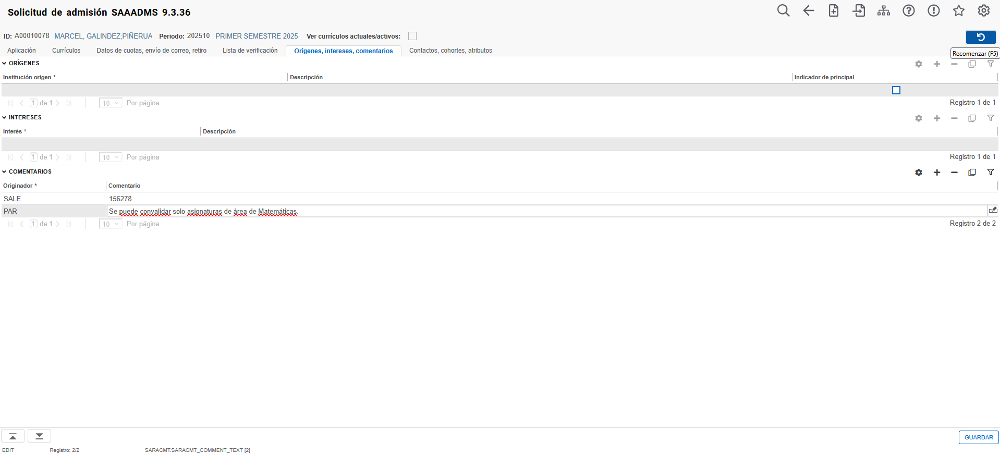 Solicitud de admisión SAAADMS 9.3.36
ID: A00010078 MARCEL, GALINDEZ;PIÑERUA Periodo: 202510 PRIMER SEMESTRE 2025 Ver currículos actuales/activos:
Aplicación Currículos Datos de cuotas, envío de correo, retiro Lista de verificación Orígenes, intereses, comentarios Contactos, cohortes, atributos
Recomenzar (F5)
ORÍGENES
Institución origen * Descripción Indicador de principal
1 de 1 10 Por página Registro 1 de 1
INTERESES
Interés * Descripción
1 de 1 10 Por página Registro 1 de 1
COMENTARIOS
Originador * Comentario
SALE 156278
PAR Se puede convalidar solo asignaturas de área de Matemáticas.
1 de 1 10 Por página Registro 2 de 2
GUARDAR
EDIT Registro: 2/2 SARACMT.SARACMT_COMMENT_TEXT [2]